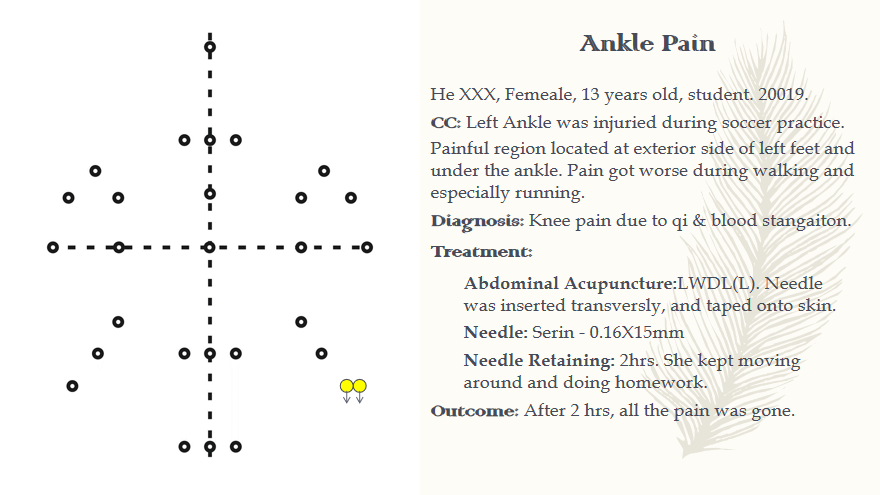 Ankle Pain
He XXX, Femeale, 13 years old, student. 20019.
CC: Left Ankle was injuried during soccer practice.
Painful region located at exterior side of left feet and
under the ankle. Pain got worse during walking and
especially running.
Diagnosis: Knee pain due to qi & blood stangaiton.
Treatment:
Abdominal Acupuncture:LWDL(L). Needle
was inserted transversly, and taped onto skin.
Needle: Serin - 0.16X15mm
Needle Retaining: 2hrs. She kept moving
around and doing homework.
Outcome: After 2 hrs, all the pain was gone.